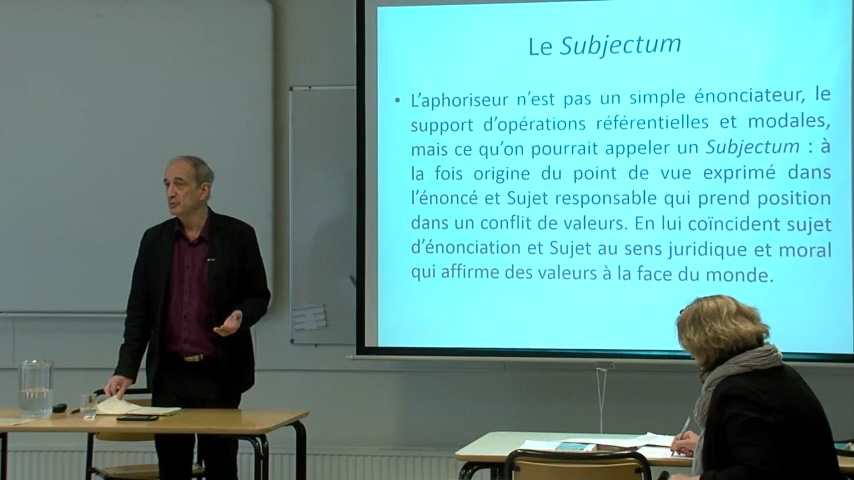 Le Subjectum
• L'aphoriseur n'est pas un simple énonciateur, le
support d'opérations référentielles et modales,
mais ce qu'on pourrait appeler un Subjectum : à
la fois origine du point de vue exprimé dans
l'énoncé et Sujet responsable qui prend position
dans un conflit de valeurs. En lui coïncident sujet
d'énonciation et Sujet au sens juridique et moral
qui affirme des valeurs à la face du monde.